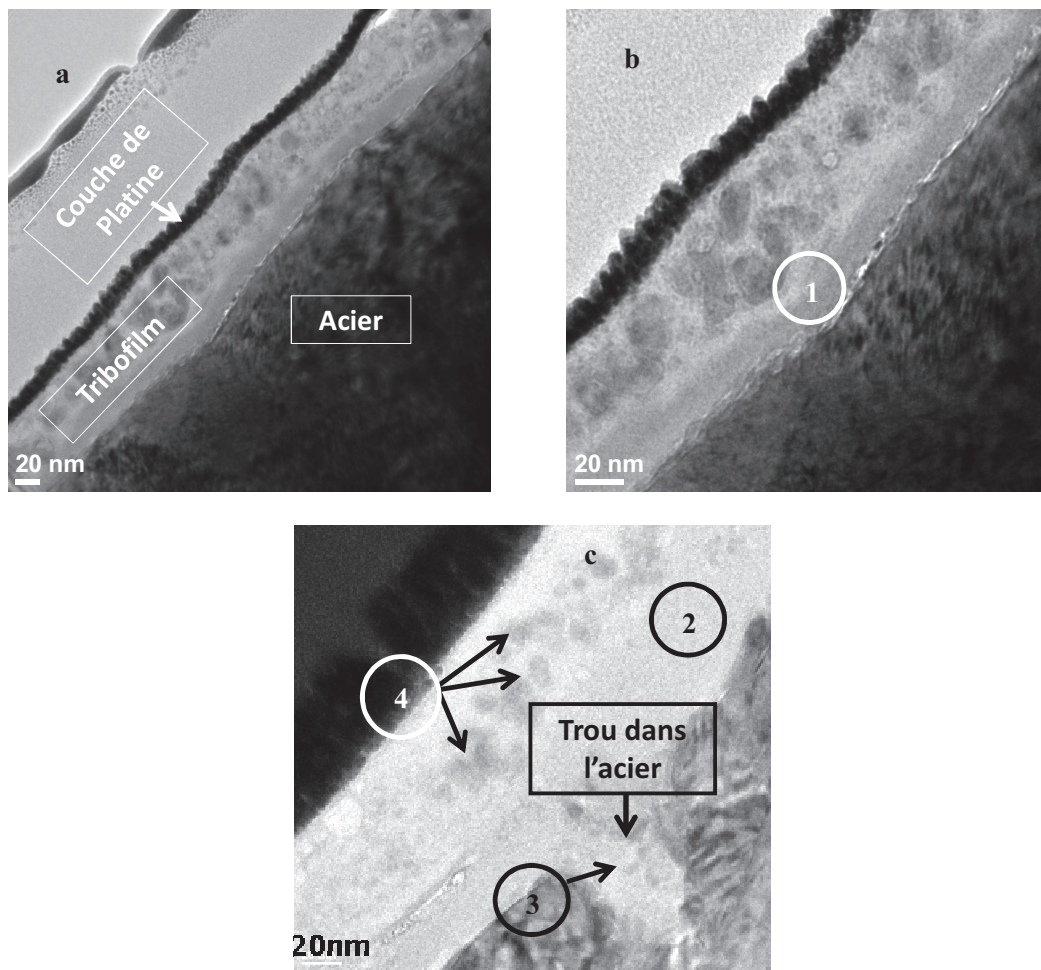 a
Couche de
Platine
Tribofilm
Acier
20 nm
b
1
20 nm
c
2
4
Trou dans
l'acier
3
20nm